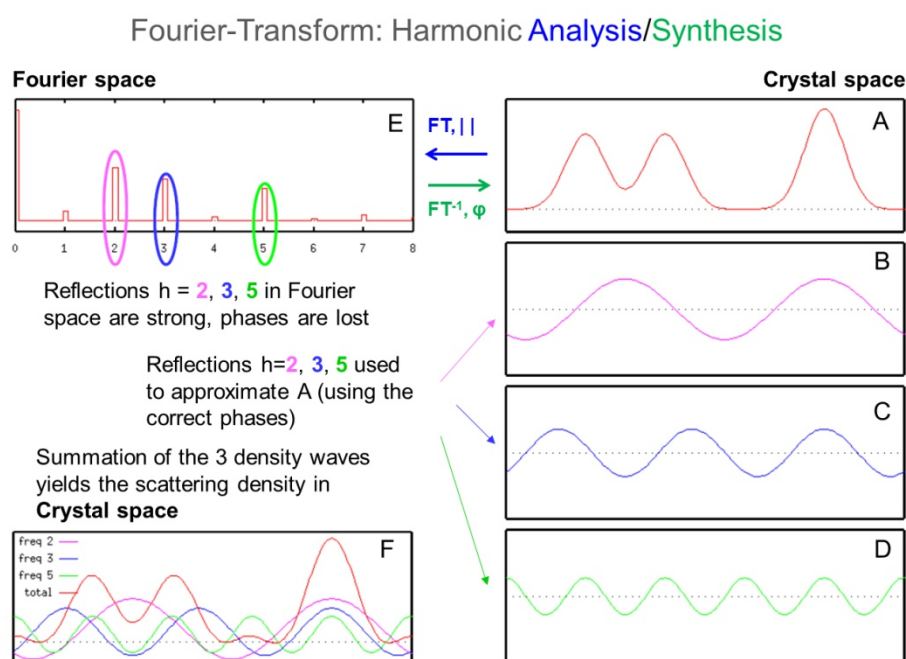 Fourier-Transform: Harmonic Analysis/Synthesis
Fourier space
Crystal space
E
FT, | |
FT-1, φ
A
0 1 2 3 4 5 6 7 8
B
Reflections h = 2, 3, 5 in Fourier
space are strong, phases are lost
Reflections h=2, 3, 5 used
to approximate A (using the
correct phases)
C
Summation of the 3 density waves
yields the scattering density in
Crystal space
F
freq 2
freq 3
freq 5
total
D